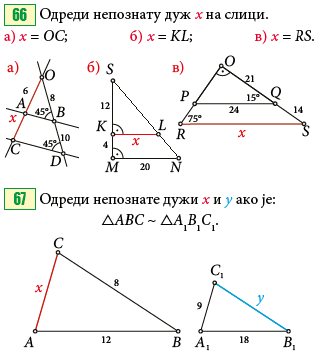 66 Одреди непознату дуж x на слици.
а) x = OC; б) x = KL; в) x = RS.
а) б) в)
O
6
8
A
B
x
45°
10
C
45°
D
S
12
K
L
x
4
M
20
N
O
21
P
15°
Q
24
14
R
75°
x
S
67 Одреди непознате дужи x и y ако је:
△ABC ~ △A₁B₁C₁.
C
x
8
A
12
B
C₁
9
y
A₁
18
B₁